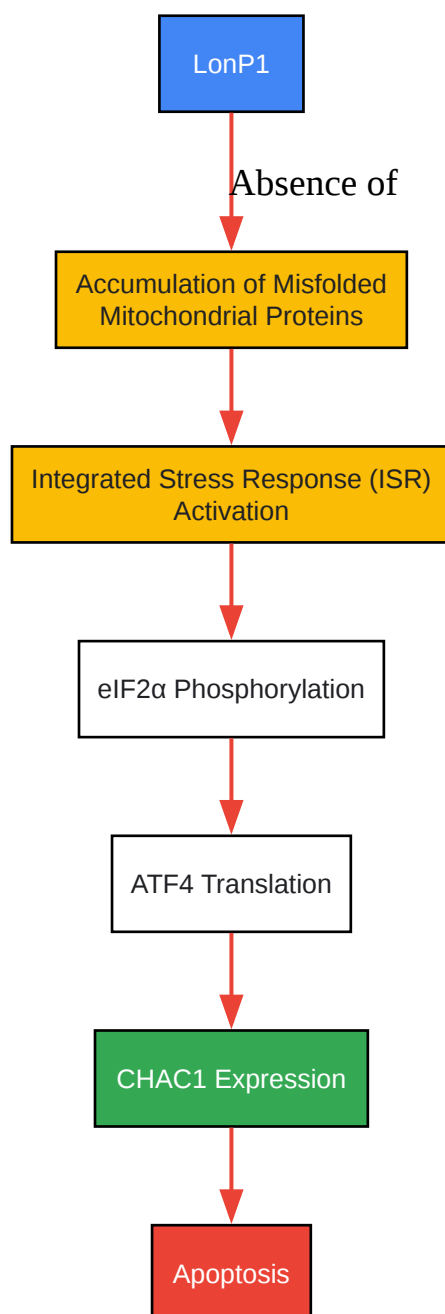 LonP1
Absence of
Accumulation of Misfolded
Mitochondrial Proteins
Integrated Stress Response (ISR)
Activation
eIF2α Phosphorylation
ATF4 Translation
CHAC1 Expression
Apoptosis